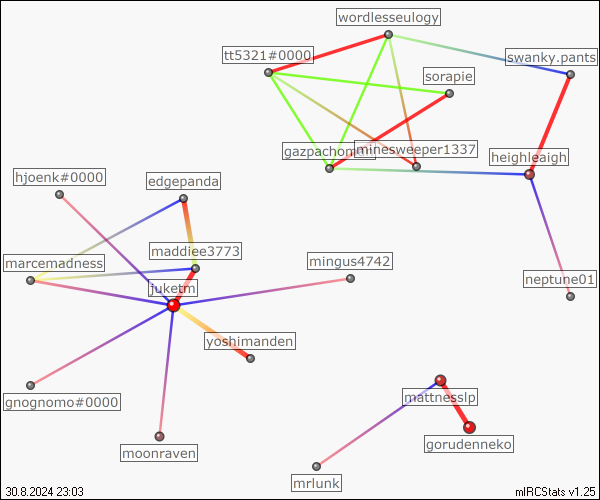 wordlesseulogy
tt5321#0000
swanky.pants
sorapie
minesweeper1337
heighleaigh
hjoenk#0000
edgepanda
maddiee3773
marcemadness
mingus4742
neptune01
juketm
yoshimanden
mattnesslp
gnognomo#0000
gorudenneko
moonraven
mrlunk
30.8.2024 23:03
mIRCStats v1.25